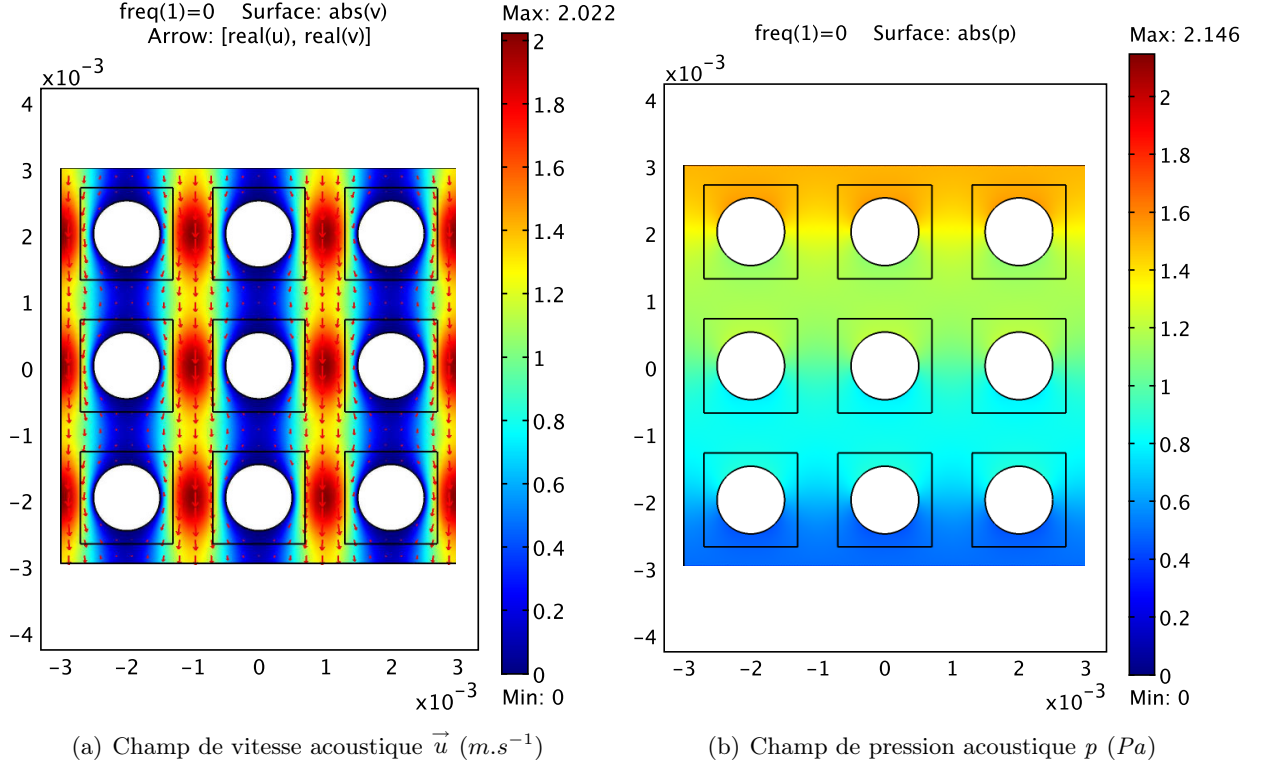 freq(1)=0 Surface: abs(v)
Arrow: [real(u), real(v)]
Max: 2.022
x10⁻³
4
3
2
1
0
−1
−2
−3
−4
−3 −2 −1 0 1 2 3
x10⁻³
2
1.8
1.6
1.4
1.2
1
0.8
0.6
0.4
0.2
0
Min: 0
(a) Champ de vitesse acoustique \vec{u} (m.s⁻¹)
freq(1)=0 Surface: abs(p)
Max: 2.146
x10⁻³
4
3
2
1
0
−1
−2
−3
−4
−3 −2 −1 0 1 2 3
x10⁻³
2
1.8
1.6
1.4
1.2
1
0.8
0.6
0.4
0.2
0
Min: 0
(b) Champ de pression acoustique p (Pa)